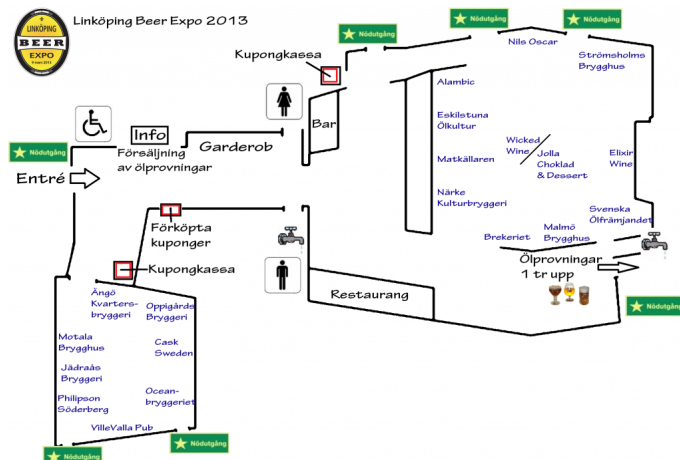 LINKÖPING
BEER
EXPO
Linköping Beer Expo 2013
Nödutgång
Nödutgång
Nödutgång
Nils Oscar
Strömsholms
Brygghus
Kupongkassa
Alambic
Bar
Eskilstuna
Ölkultur
Info
Garderob
Försäljning
av ölprovningar
Nödutgång
Entré
Wicked
Wine
Jolla
Choklad
& Dessert
Matkällaren
Elixir
Wine
Närke
Kulturbryggeri
Svenska
Ölfrämjandet
Förköpta
kuponger
Brekeriet
Malmö
Brygghus
Kupongkassa
Ölprovningar
1 tr upp
Restaurang
Nödutgång
Ängö
Kvarters-
bryggeri
Oppigårds
Bryggeri
Motala
Brygghus
Cask
Sweden
Jädraås
Bryggeri
Philipson
Söderberg
Ocean-
bryggeriet
VilleValla Pub
Nödutgång
Nödutgång